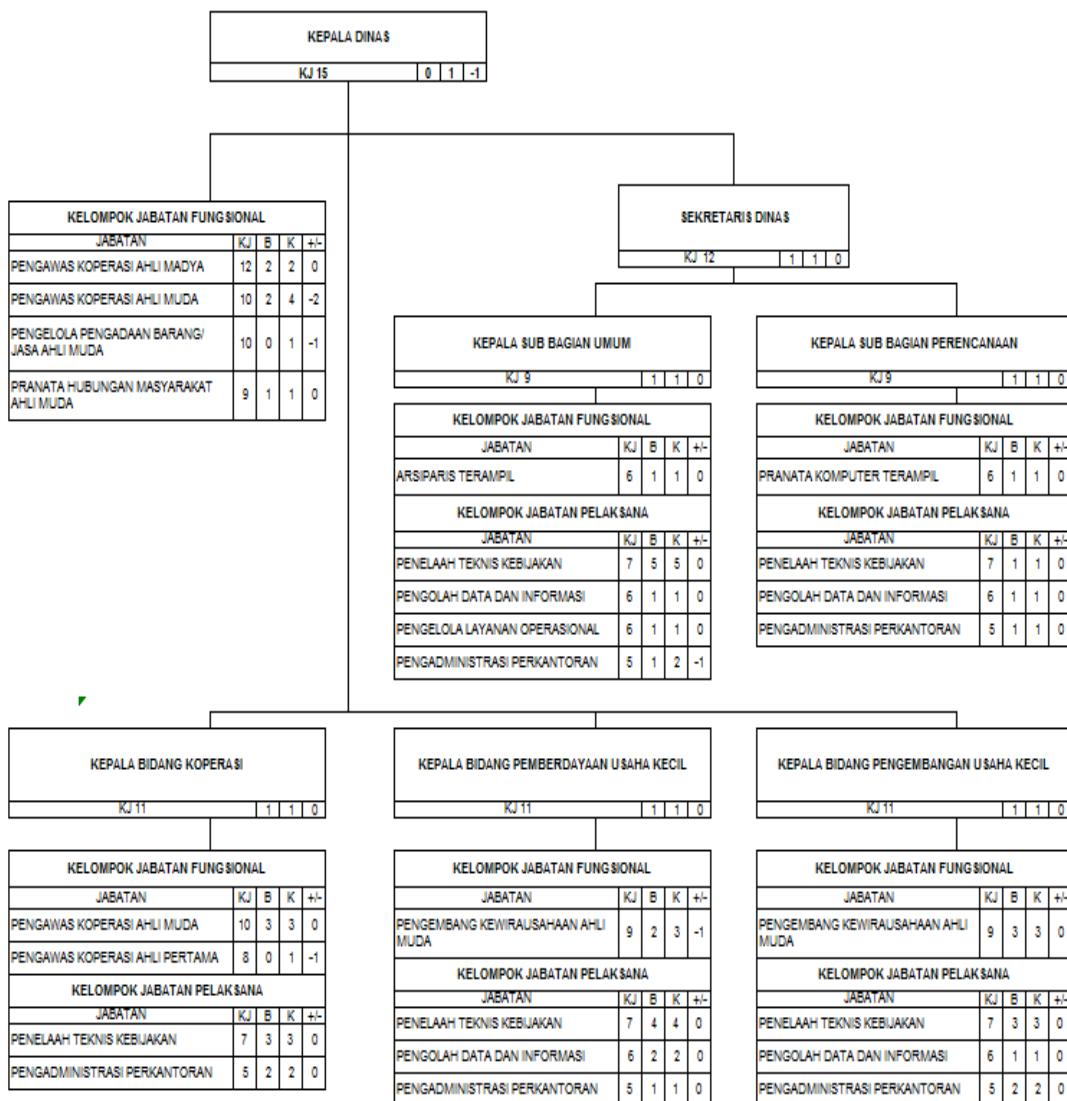 KEPALA DINAS
KJ 15 0 1 -1
KELOMPOK JABATAN FUNGSIONAL
JABATAN KJ B K +/-
PENGAWAS KOPERASI AHLI MADYA 12 2 2 0
PENGAWAS KOPERASI AHLI MUDA 10 2 4 -2
PENGELOLA PENGADAAN BARANG/
JASA AHLI MUDA 10 0 1 -1
PRANATA HUBUNGAN MASYARAKAT
AHLI MUDA 9 1 1 0
SEKRETARIS DINAS
KJ 12 1 1 0
KEPALA SUB BAGIAN UMUM
KJ 9 1 1 0
KELOMPOK JABATAN FUNGSIONAL
JABATAN KJ B K +/-
ARSIPARIS TERAMPIL 6 1 1 0
KELOMPOK JABATAN PELAKSANA
JABATAN KJ B K +/-
PENELAAH TEKNIS KEBIJAKAN 7 5 5 0
PENGOLAH DATA DAN INFORMASI 6 1 1 0
PENGELOLA LAYANAN OPERASIONAL 6 1 1 0
PENGADMINISTRASI PERKANTORAN 5 1 2 -1
KEPALA SUB BAGIAN PERENCANAAN
KJ 9 1 1 0
KELOMPOK JABATAN FUNGSIONAL
JABATAN KJ B K +/-
PRANATA KOMPUTER TERAMPIL 6 1 1 0
KELOMPOK JABATAN PELAKSANA
JABATAN KJ B K +/-
PENELAAH TEKNIS KEBIJAKAN 7 1 1 0
PENGOLAH DATA DAN INFORMASI 6 1 1 0
PENGADMINISTRASI PERKANTORAN 5 1 1 0
KEPALA BIDANG KOPERASI
KJ 11 1 1 0
KELOMPOK JABATAN FUNGSIONAL
JABATAN KJ B K +/-
PENGAWAS KOPERASI AHLI MUDA 10 3 3 0
PENGAWAS KOPERASI AHLI PERTAMA 8 0 1 -1
KELOMPOK JABATAN PELAKSANA
JABATAN KJ B K +/-
PENELAAH TEKNIS KEBIJAKAN 7 3 3 0
PENGADMINISTRASI PERKANTORAN 5 2 2 0
KEPALA BIDANG PEMBERDAYAAN USAHA KECIL
KJ 11 1 1 0
KELOMPOK JABATAN FUNGSIONAL
JABATAN KJ B K +/-
PENGEMBANG KEWIRAUSAHAAN AHLI
MUDA 9 2 3 -1
KELOMPOK JABATAN PELAKSANA
JABATAN KJ B K +/-
PENELAAH TEKNIS KEBIJAKAN 7 4 4 0
PENGOLAH DATA DAN INFORMASI 6 2 2 0
PENGADMINISTRASI PERKANTORAN 5 1 1 0
KEPALA BIDANG PENGEMBANGAN USAHA KECIL
KJ 11 1 1 0
KELOMPOK JABATAN FUNGSIONAL
JABATAN KJ B K +/-
PENGEMBANG KEWIRAUSAHAAN AHLI
MUDA 9 3 3 0
KELOMPOK JABATAN PELAKSANA
JABATAN KJ B K +/-
PENELAAH TEKNIS KEBIJAKAN 7 3 3 0
PENGOLAH DATA DAN INFORMASI 6 1 1 0
PENGADMINISTRASI PERKANTORAN 5 2 2 0